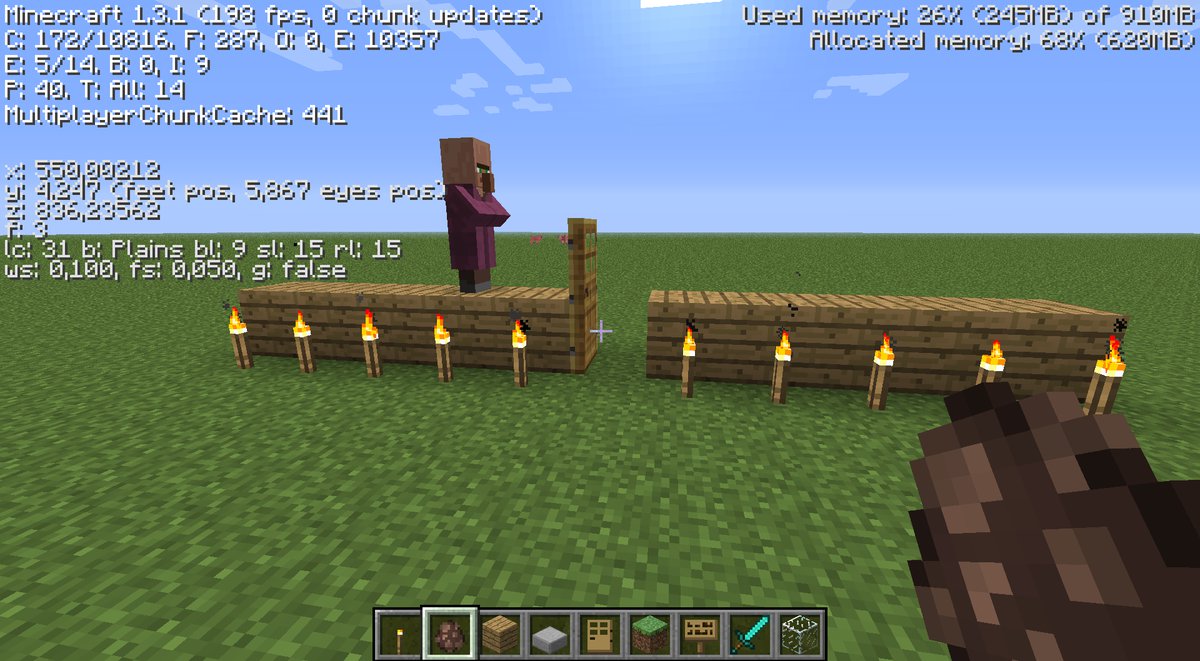 Minecraft 1.3.1 (198 fps, 0 chunk updates)
C: 172/10816. F: 287, O: 0, E: 10357
E: 5/14. B: 0, I: 9
P: 40. T: All: 14
MultiplayerChunkCache: 441
x: 550,00212
y: 4,247 (feet pos, 5,867 eyes pos)
z: 836,23562
f: 3
lc: 31 b: Plains bl: 9 sl: 15 rl: 15
ws: 0,100, fs: 0,050, g: false
Used memory: 26% (245MB) of 910MB
Allocated memory: 68% (620MB)